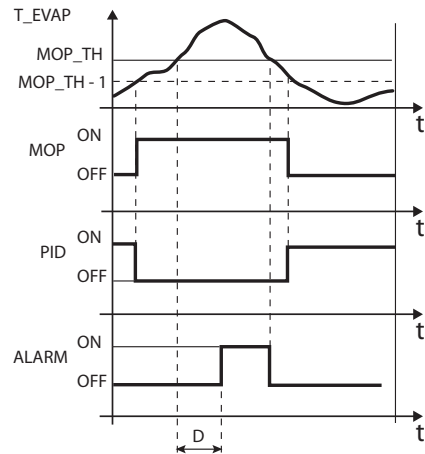 T_EVAP
MOP_TH
MOP_TH - 1
t
ON
MOP
OFF
t
ON
PID
OFF
t
ON
ALARM
OFF
t
D